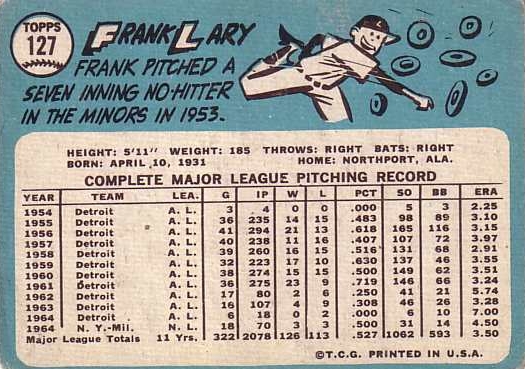 TOPPS
127
FRANK LARY
FRANK PITCHED A
SEVEN INNING NO-HITTER
IN THE MINORS IN 1953.
L
HEIGHT: 5'11" WEIGHT: 185 THROWS: RIGHT BATS: RIGHT
BORN: APRIL 10, 1931 HOME: NORTHPORT, ALA.
COMPLETE MAJOR LEAGUE PITCHING RECORD
YEAR TEAM LEA. G IP W L PCT SO BB ERA
1954 Detroit A. L. 3 4 0 0 .000 5 3 2.25
1955 Detroit A. L. 36 235 14 15 .483 98 89 3.10
1956 Detroit A. L. 41 294 21 13 .618 165 116 3.15
1957 Detroit A. L. 40 238 11 16 .407 107 72 3.97
1958 Detroit A. L. 39 260 16 15 .516 131 68 2.91
1959 Detroit A. L. 32 223 17 10 .630 137 46 3.55
1960 Detroit A. L. 38 274 15 15 .500 149 62 3.51
1961 Detroit A. L. 36 275 23 9 .719 146 66 3.24
1962 Detroit A. L. 17 80 2 6 .250 41 21 5.74
1963 Detroit A. L. 16 107 4 9 .308 46 26 3.28
1964 Detroit A. L. 6 18 0 2 .000 6 10 7.00
1964 N. Y.-Mil. N. L. 18 70 3 3 .500 31 14 4.50
Major League Totals 11 Yrs. 322 2078 126 113 .527 1062 593 3.50
©T.C.G. PRINTED IN U.S.A.